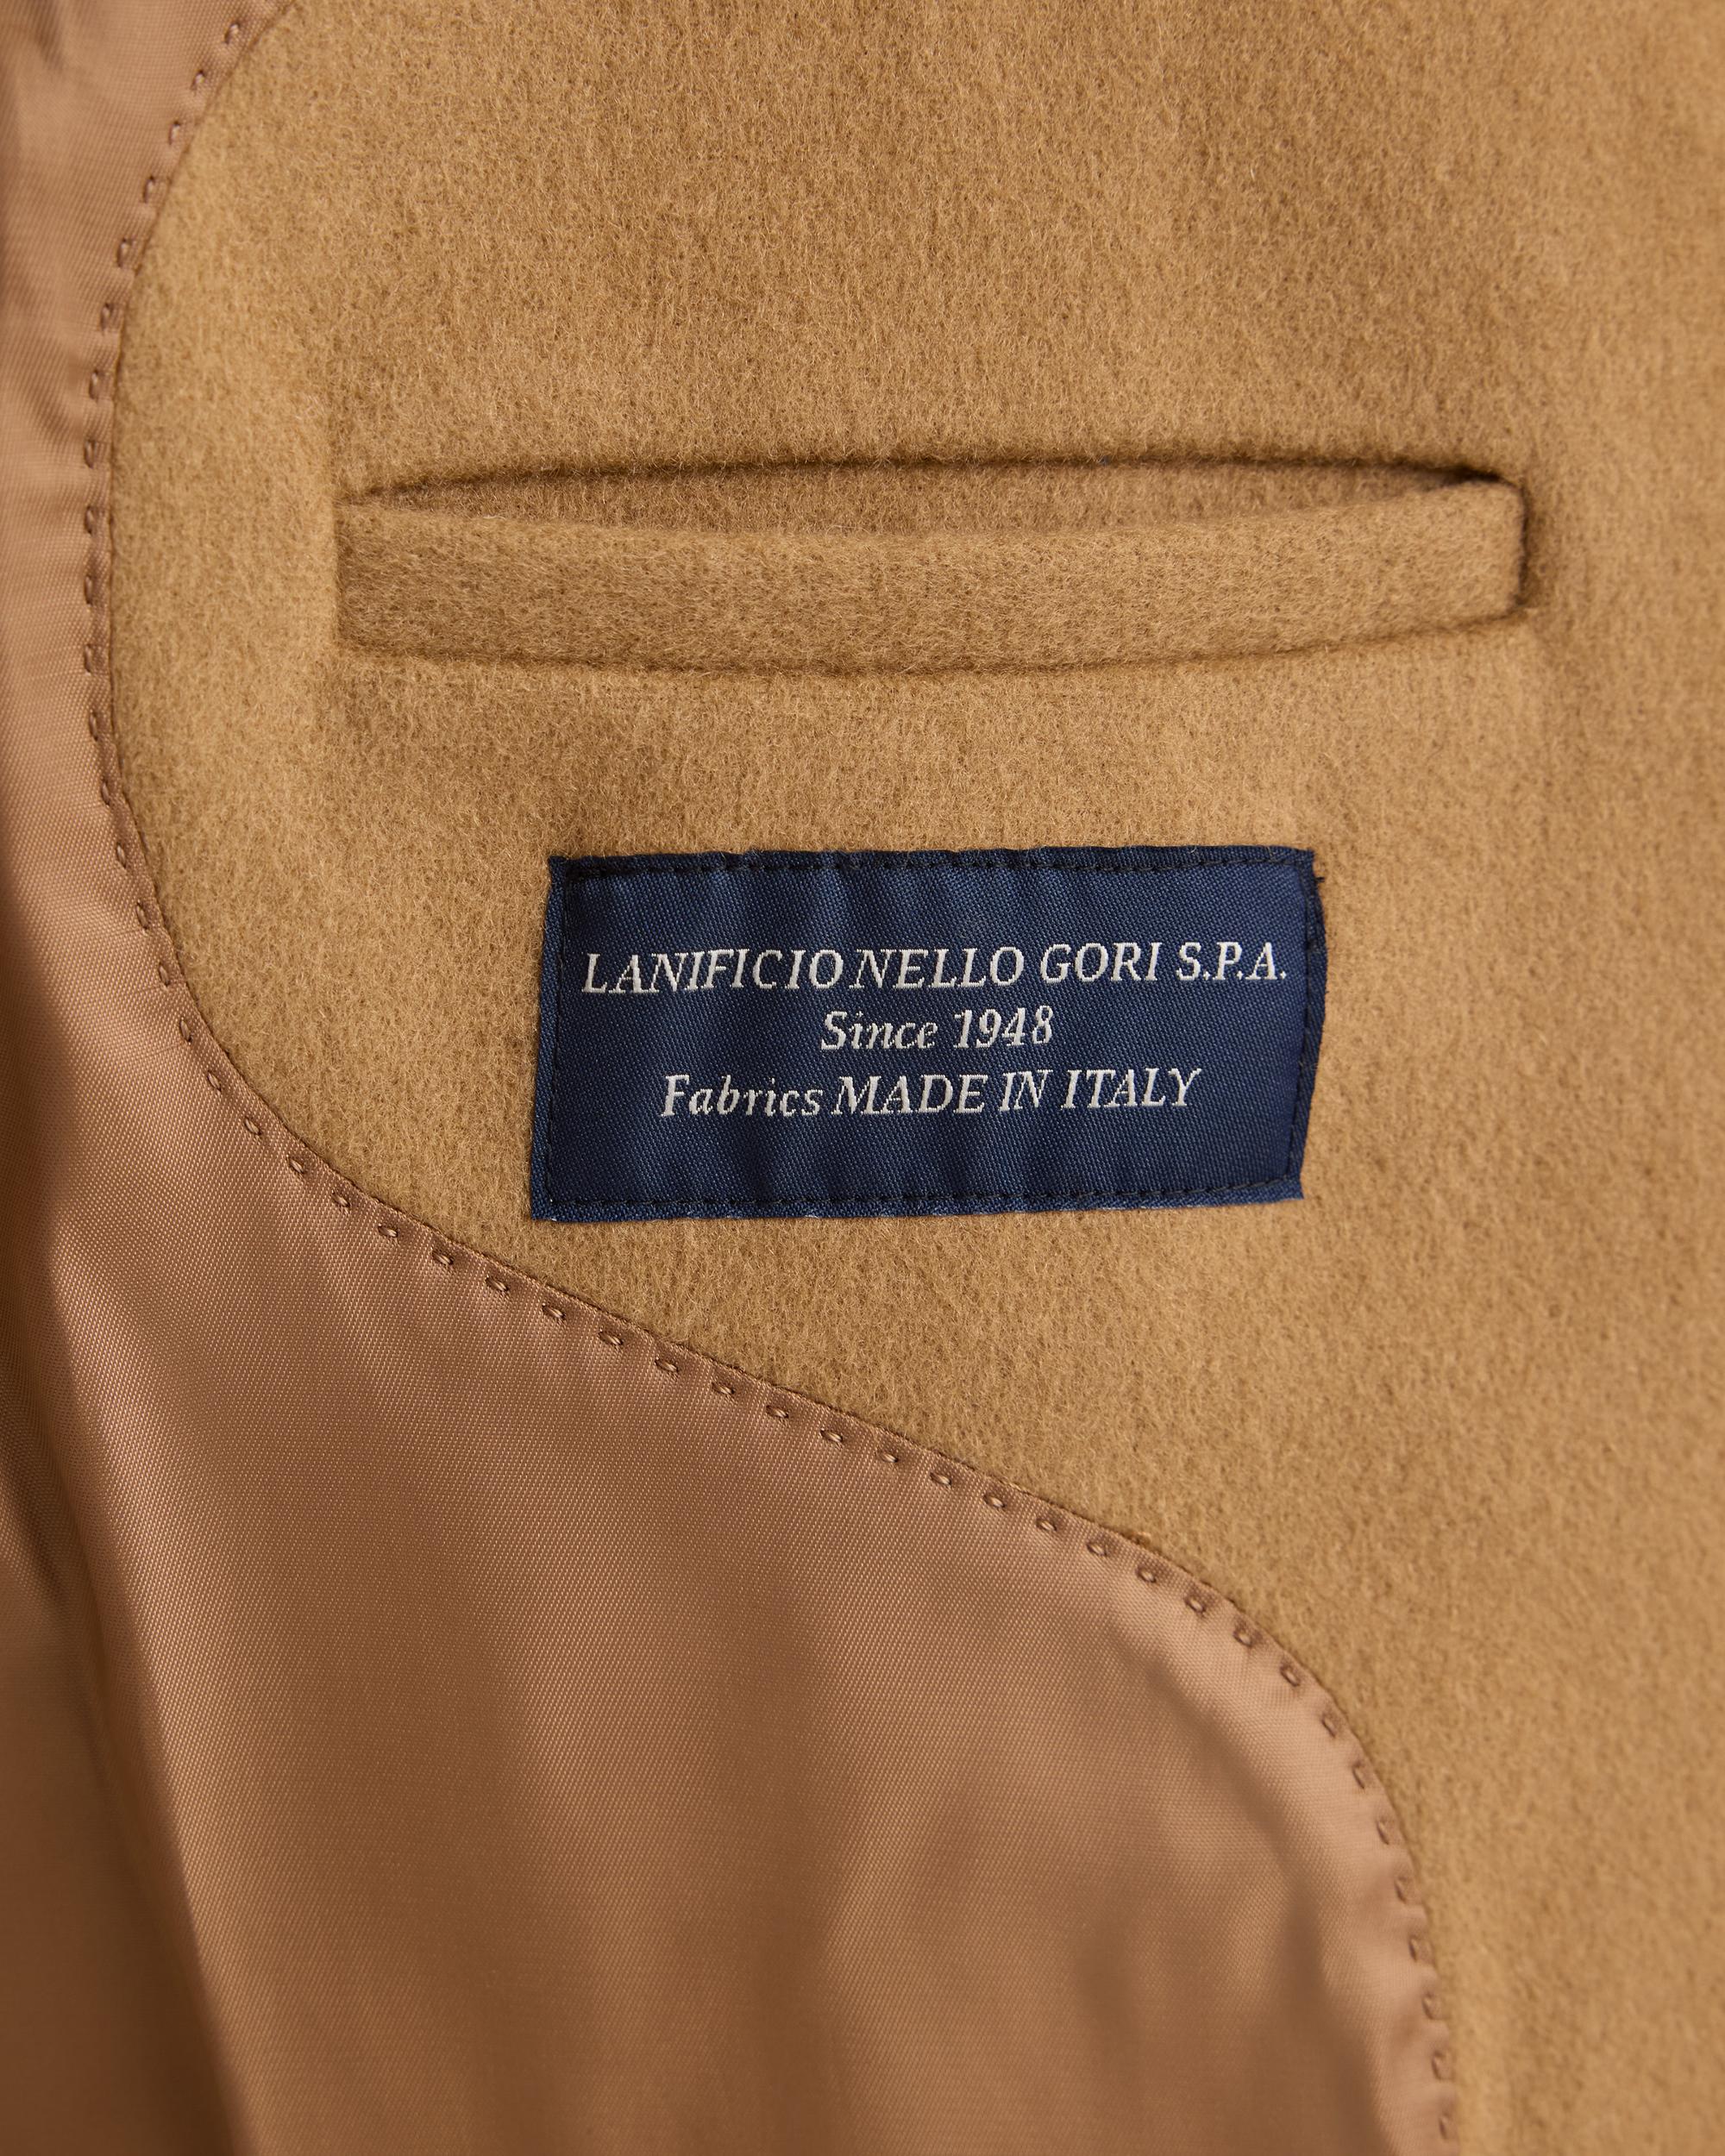 LANIFICIO NELLO GORI S.P.A.
Since 1948
Fabrics MADE IN ITALY